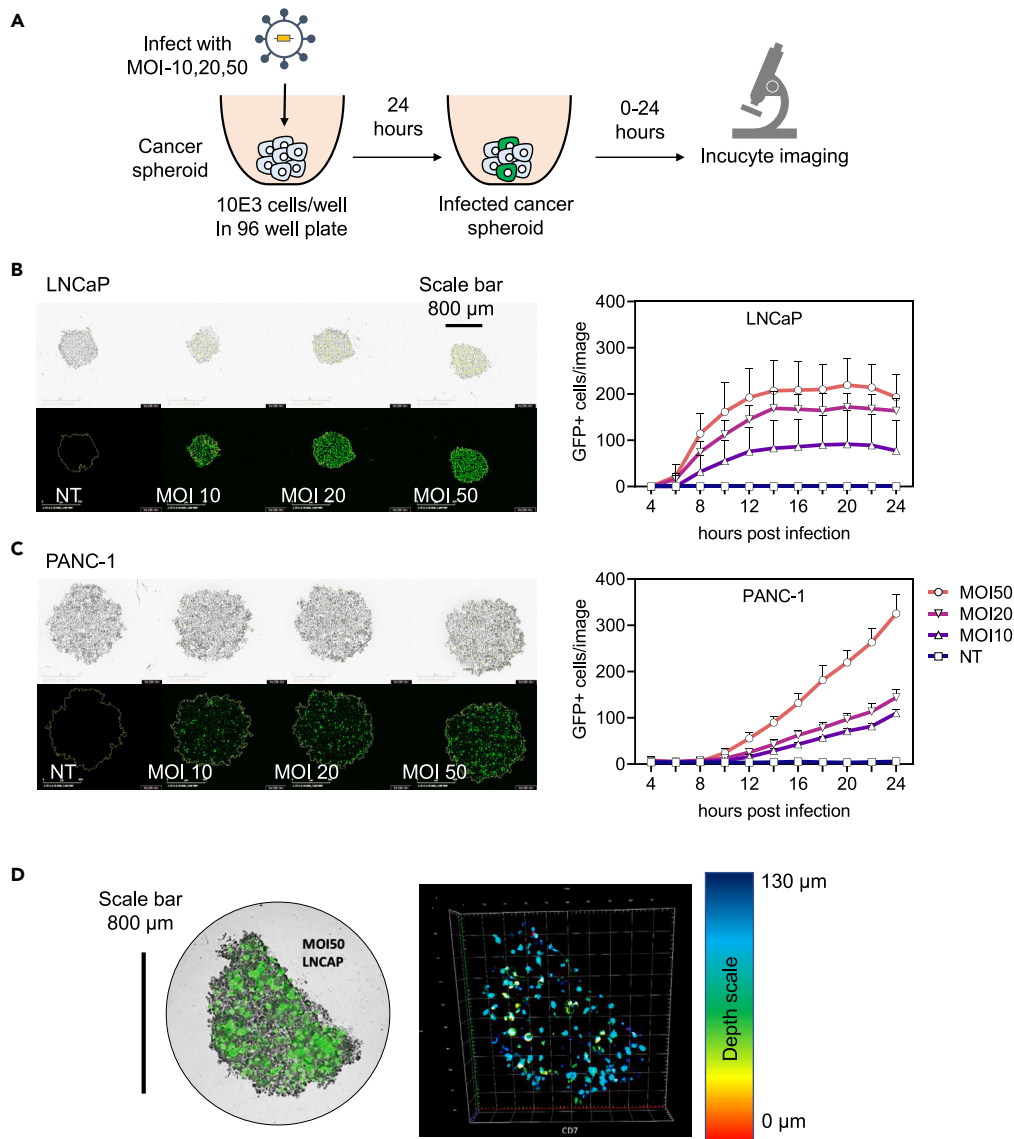 A
Infect with
MOI-10,20,50
Cancer
spheroid
10E3 cells/well
In 96 well plate
24
hours
Infected cancer
spheroid
0-24
hours
Incucyte imaging
B
LNCaP
Scale bar
800 µm
NT
MOI 10
MOI 20
MOI 50
LNCaP
400
300
200
100
0
GFP+ cells/image
4 8 12 16 20 24
hours post infection
C
PANC-1
NT
MOI 10
MOI 20
MOI 50
PANC-1
400
300
200
100
0
GFP+ cells/image
4 8 12 16 20 24
hours post infection
MOI50
MOI20
MOI10
NT
D
Scale bar
800 µm
MOI50
LNCAP
CD7
Depth scale
130 µm
0 µm